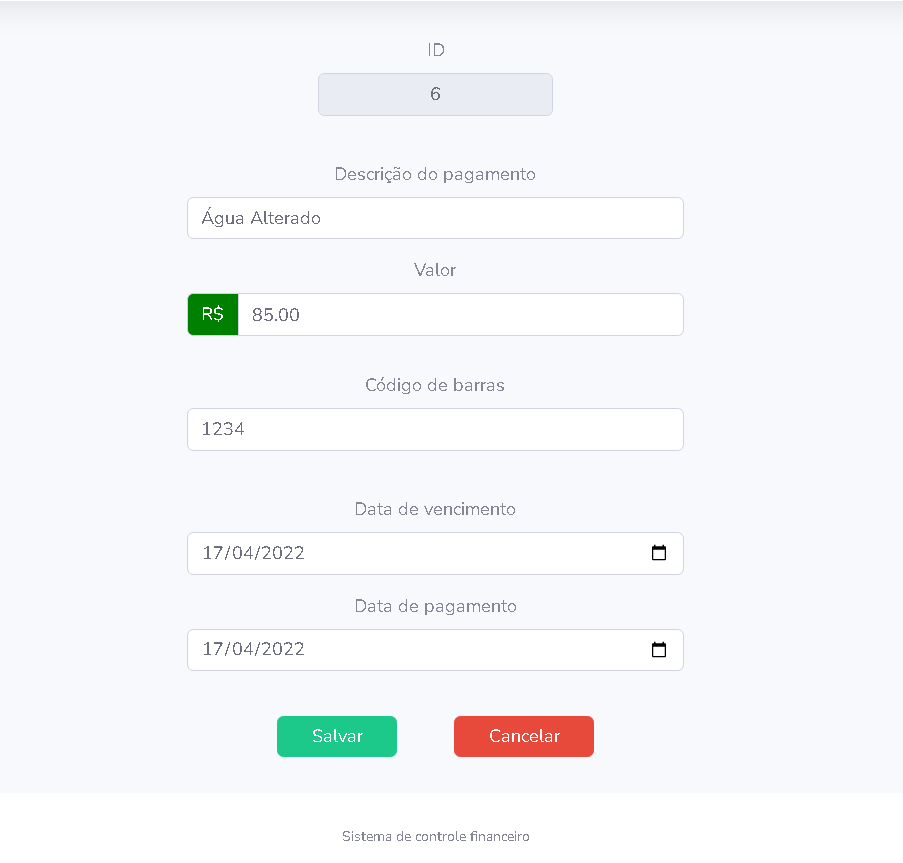 ID
6
Descrição do pagamento
Água Alterado
Valor
R$ 85.00
Código de barras
1234
Data de vencimento
17/04/2022
Data de pagamento
17/04/2022
Salvar Cancelar
Sistema de controle financeiro